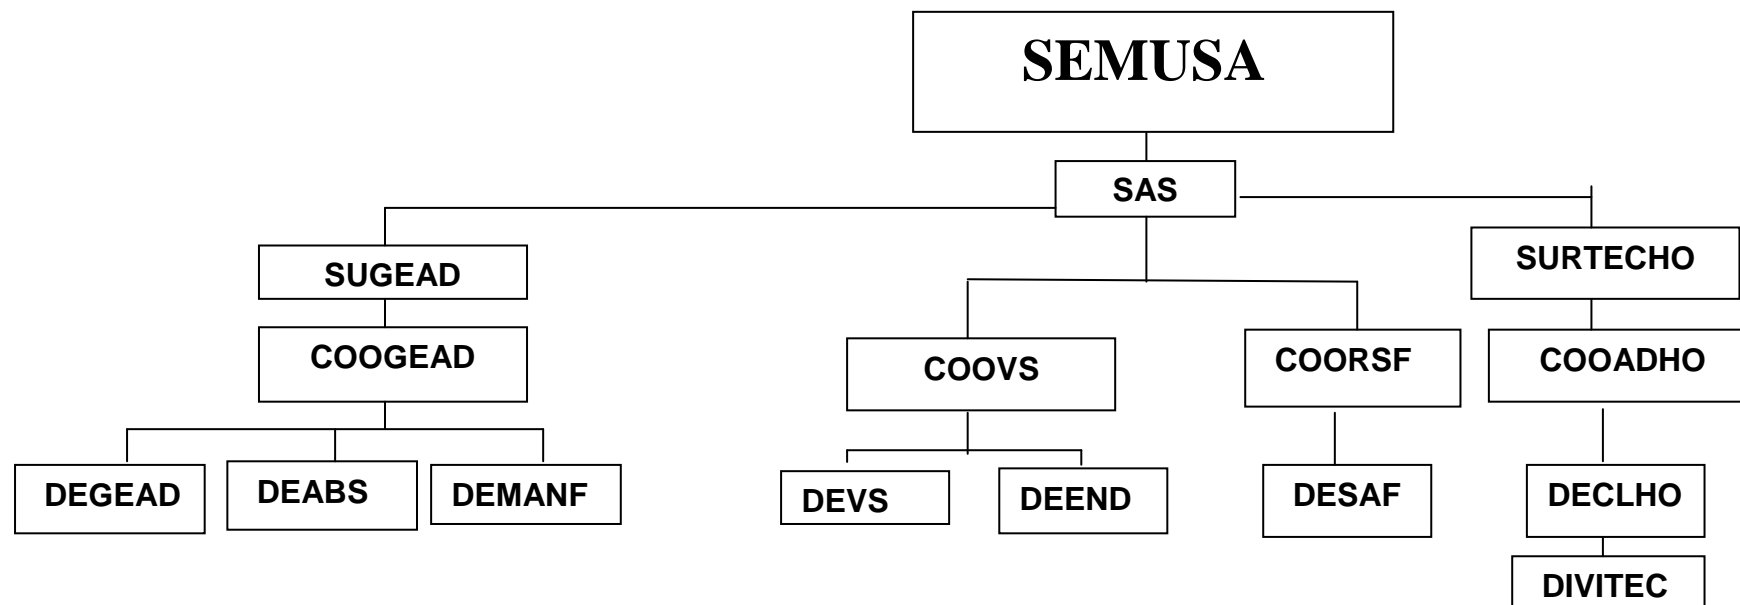 SEMUSA
SAS
SUGEAD
SURTECHO
COOGEAD
COOVS
COORSF
COOADHO
DEGEAD
DEABS
DEMANF
DEVS
DEEND
DESAF
DECLHO
DIVITEC